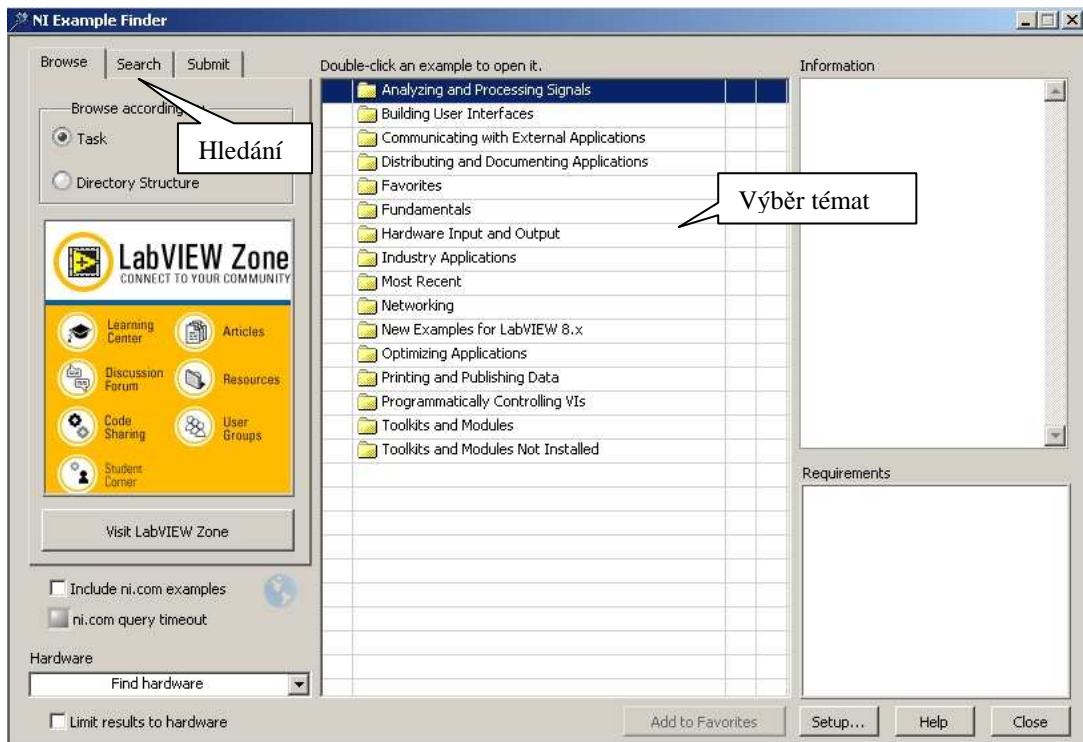 NI Example Finder
Browse
Search
Submit
Browse according
Hledání
Task
Directory Structure
LabVIEW Zone
CONNECT TO YOUR COMMUNITY
Learning Center
Articles
Discussion Forum
Resources
Code Sharing
User Groups
Student Corner
Visit LabVIEW Zone
Include ni.com examples
ni.com query timeout
Hardware
Find hardware
Limit results to hardware
Double-click an example to open it.
Analyzing and Processing Signals
Building User Interfaces
Communicating with External Applications
Distributing and Documenting Applications
Favorites
Fundamentals
Hardware Input and Output
Industry Applications
Most Recent
Networking
New Examples for LabVIEW 8.x
Optimizing Applications
Printing and Publishing Data
Programmatically Controlling VIs
Toolkits and Modules
Toolkits and Modules Not Installed
Výběr témat
Information
Requirements
Add to Favorites
Setup...
Help
Close